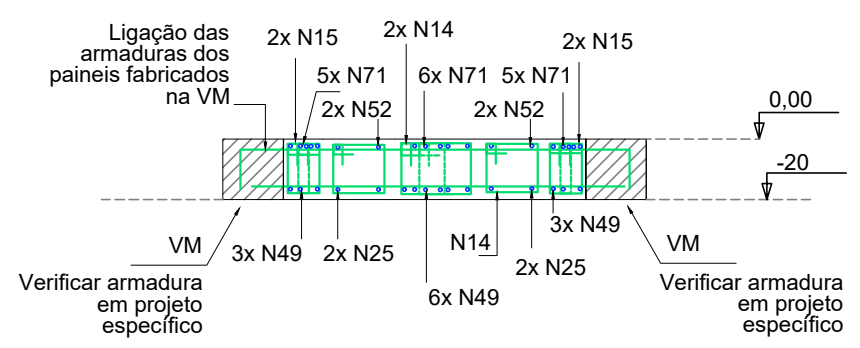 Ligação das
armaduras dos
paineis fabricados
na VM
2x N15
2x N14
2x N15
5x N71
6x N71
5x N71
2x N52
2x N52
0,00
-20
VM
3x N49
2x N25
N14
3x N49
VM
2x N25
6x N49
Verificar armadura
em projeto
específico
Verificar armadura
em projeto
específico